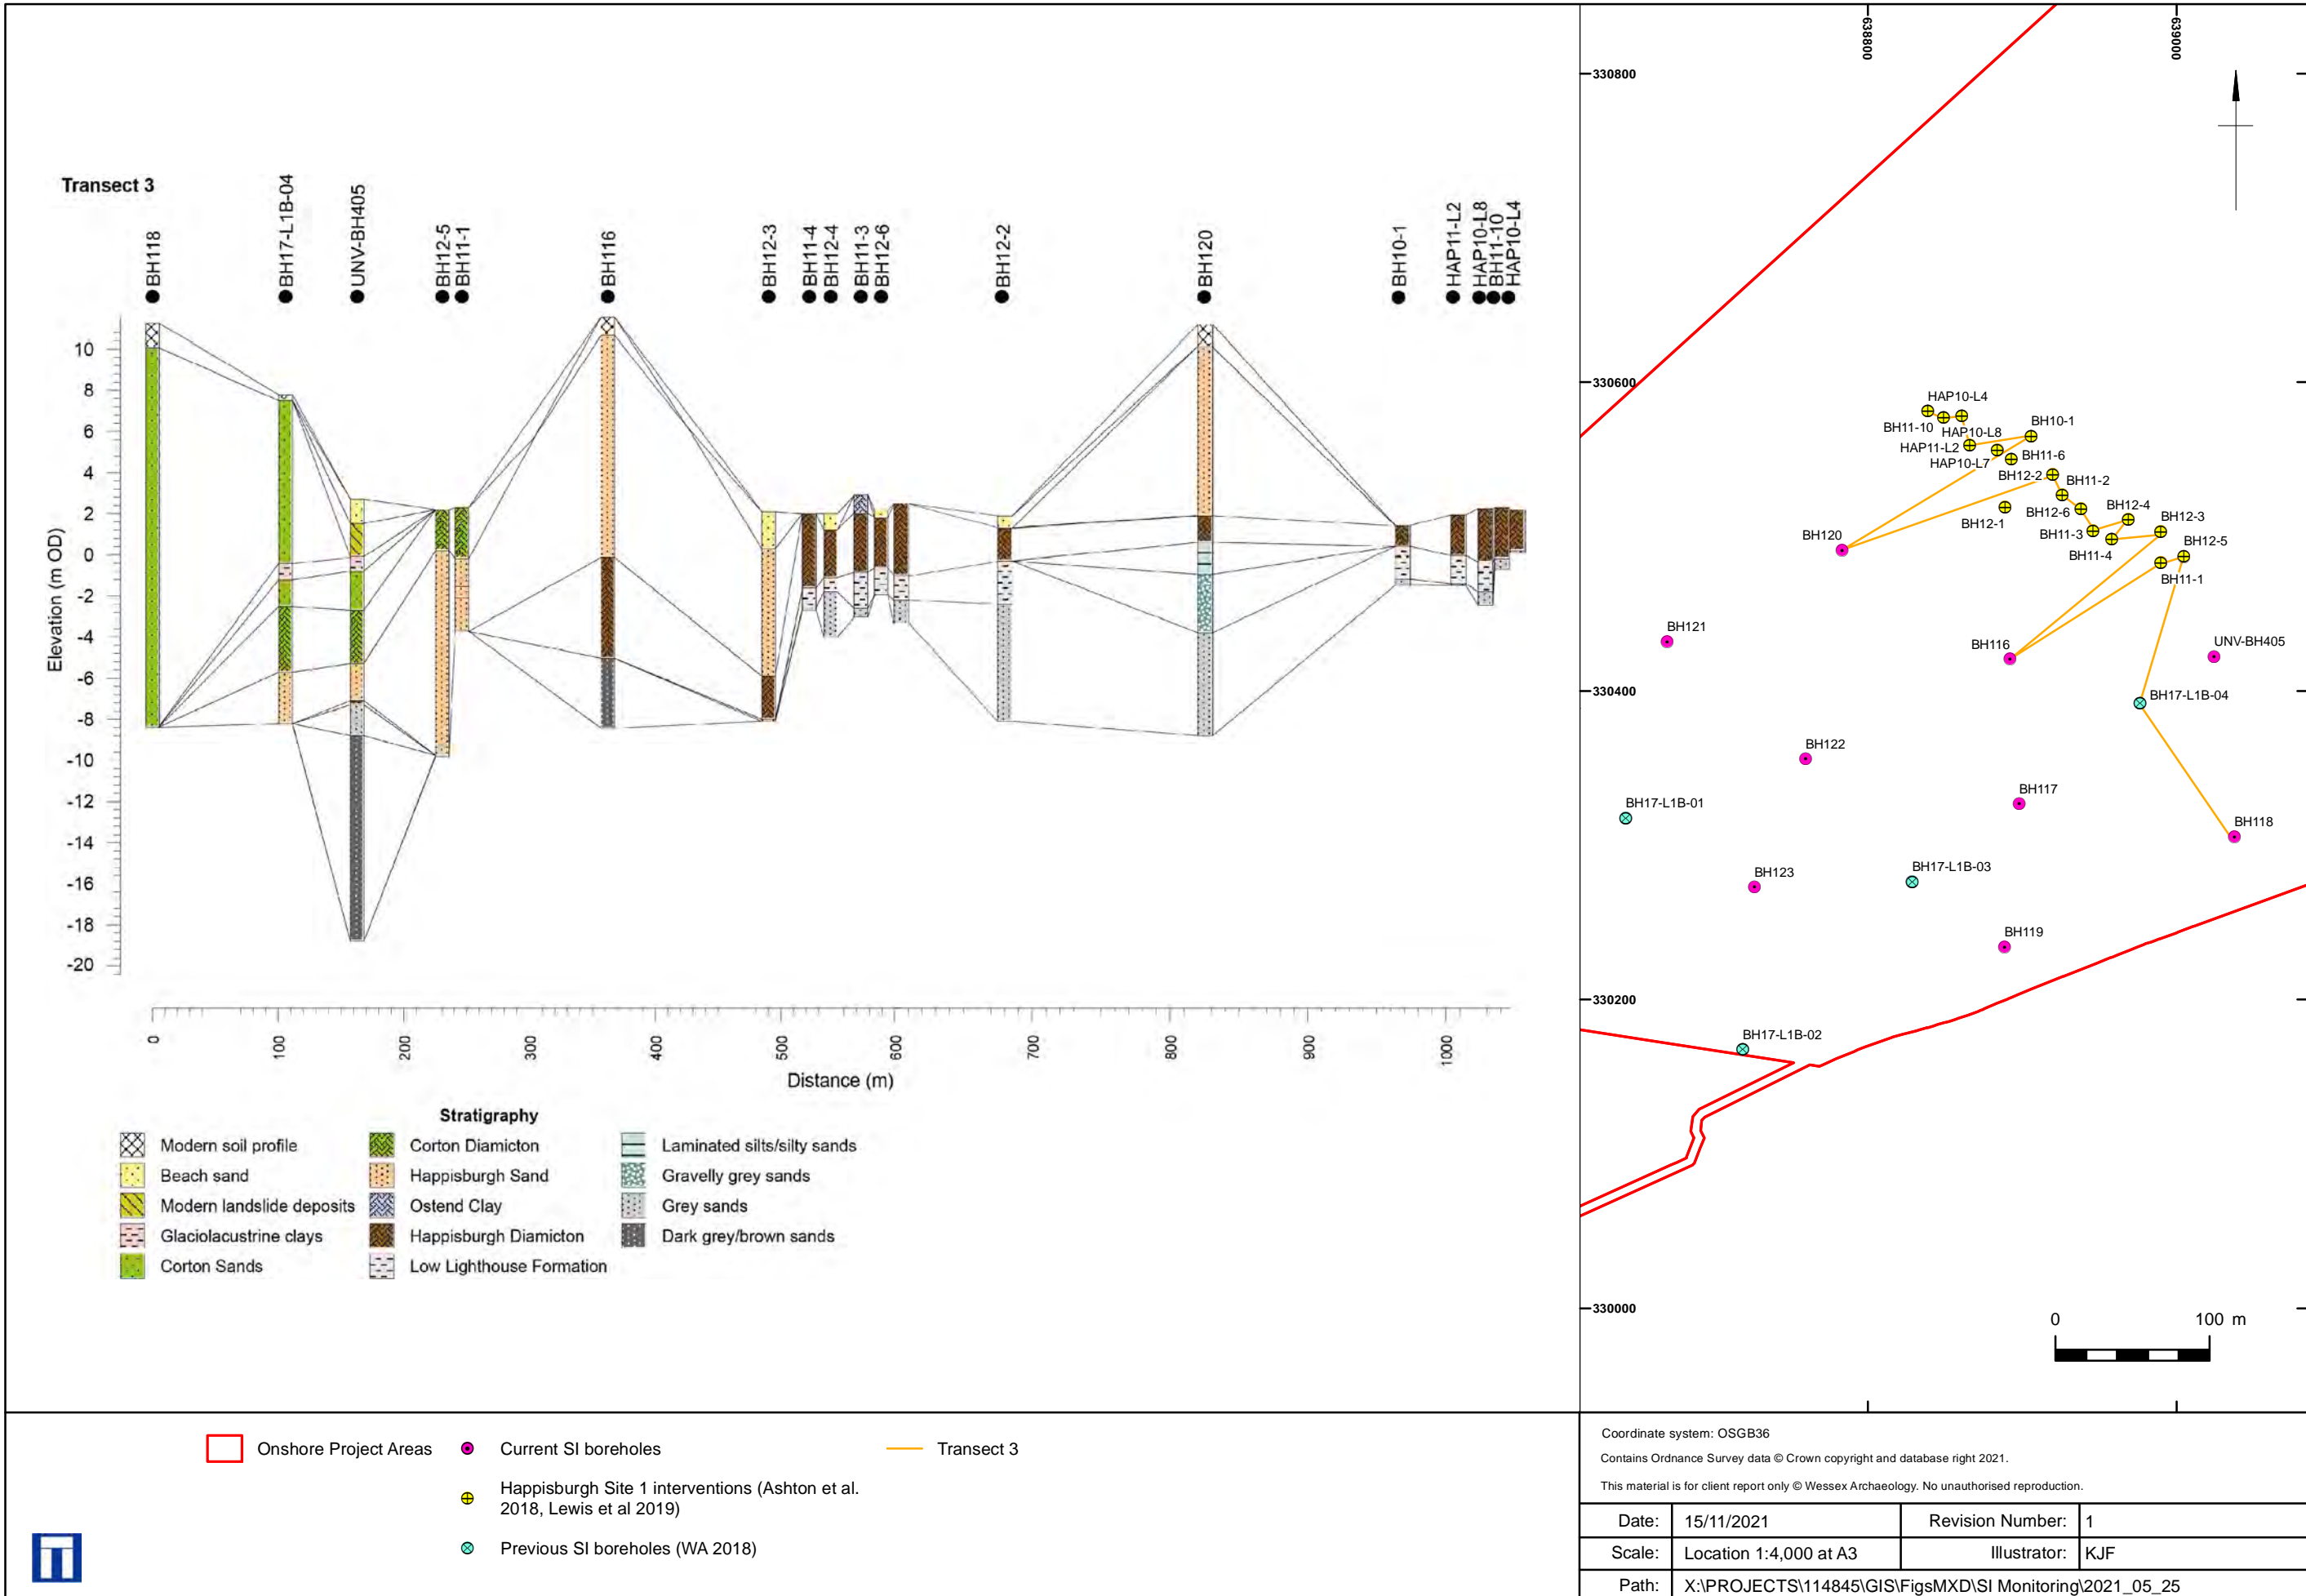 Transect 3
BH118
BH17-L1B-04
UNV-BH405
BH12-5
BH11-1
BH116
BH12-3
BH11-4
BH12-4
BH11-3
BH12-6
BH12-2
BH120
BH10-1
HAP11-L2
HAP10-L8
BH11-10
HAP10-L4
Elevation (m OD)
10
8
6
4
2
0
-2
-4
-6
-8
-10
-12
-14
-16
-18
-20
0
100
200
300
400
500
600
700
800
900
1000
Distance (m)
Stratigraphy
Modern soil profile
Beach sand
Modern landslide deposits
Glaciolacustrine clays
Corton Sands
Corton Diamicton
Happisburgh Sand
Ostend Clay
Happisburgh Diamicton
Low Lighthouse Formation
Laminated silts/silty sands
Gravelly grey sands
Grey sands
Dark grey/brown sands
638800
639000
330800
330600
330400
330200
330000
HAP10-L4
BH11-10
HAP10-L8
BH10-1
HAP11-L2
HAP10-L7
BH11-6
BH12-2
BH11-2
BH12-4
BH12-1
BH12-6
BH12-3
BH11-3
BH11-4
BH12-5
BH11-1
BH120
BH121
BH116
UNV-BH405
BH17-L1B-04
BH122
BH17-L1B-01
BH117
BH118
BH123
BH17-L1B-03
BH119
BH17-L1B-02
0 100 m
Onshore Project Areas
Current SI boreholes
Happisburgh Site 1 interventions (Ashton et al.
2018, Lewis et al 2019)
Previous SI boreholes (WA 2018)
Transect 3
Coordinate system: OSGB36
Contains Ordnance Survey data © Crown copyright and database right 2021.
This material is for client report only © Wessex Archaeology. No unauthorised reproduction.
Date: 15/11/2021 Revision Number: 1
Scale: Location 1:4,000 at A3 Illustrator: KJF
Path: X:\PROJECTS\114845\GIS\FigsMXD\SI Monitoring\2021_05_25